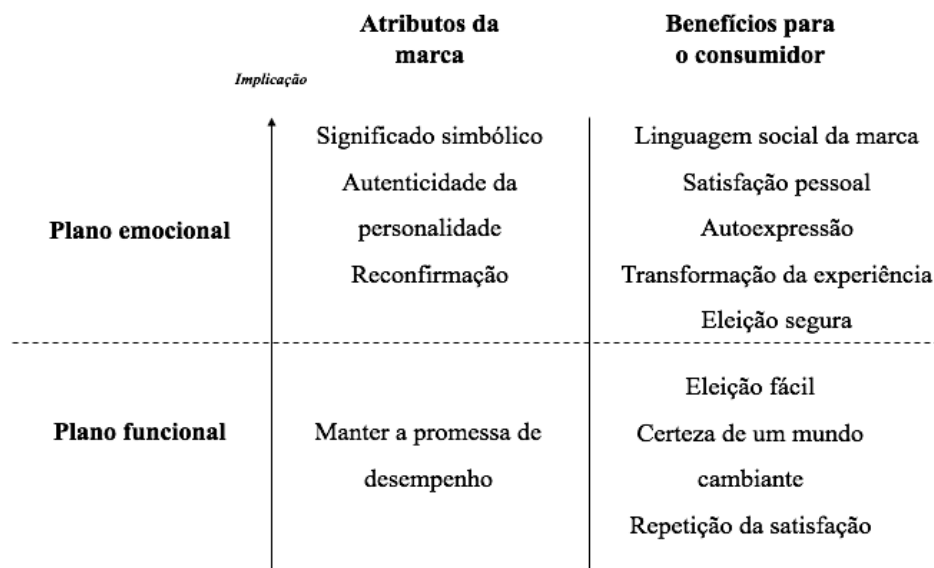 Atributos da
marca
Benefícios para
o consumidor
Implicação
Plano emocional
Significado simbólico
Autenticidade da
personalidade
Reconfirmação
Linguagem social da marca
Satisfação pessoal
Autoexpressão
Transformação da experiência
Eleição segura
Plano funcional
Manter a promessa de
desempenho
Eleição fácil
Certeza de um mundo
cambiante
Repetição da satisfação